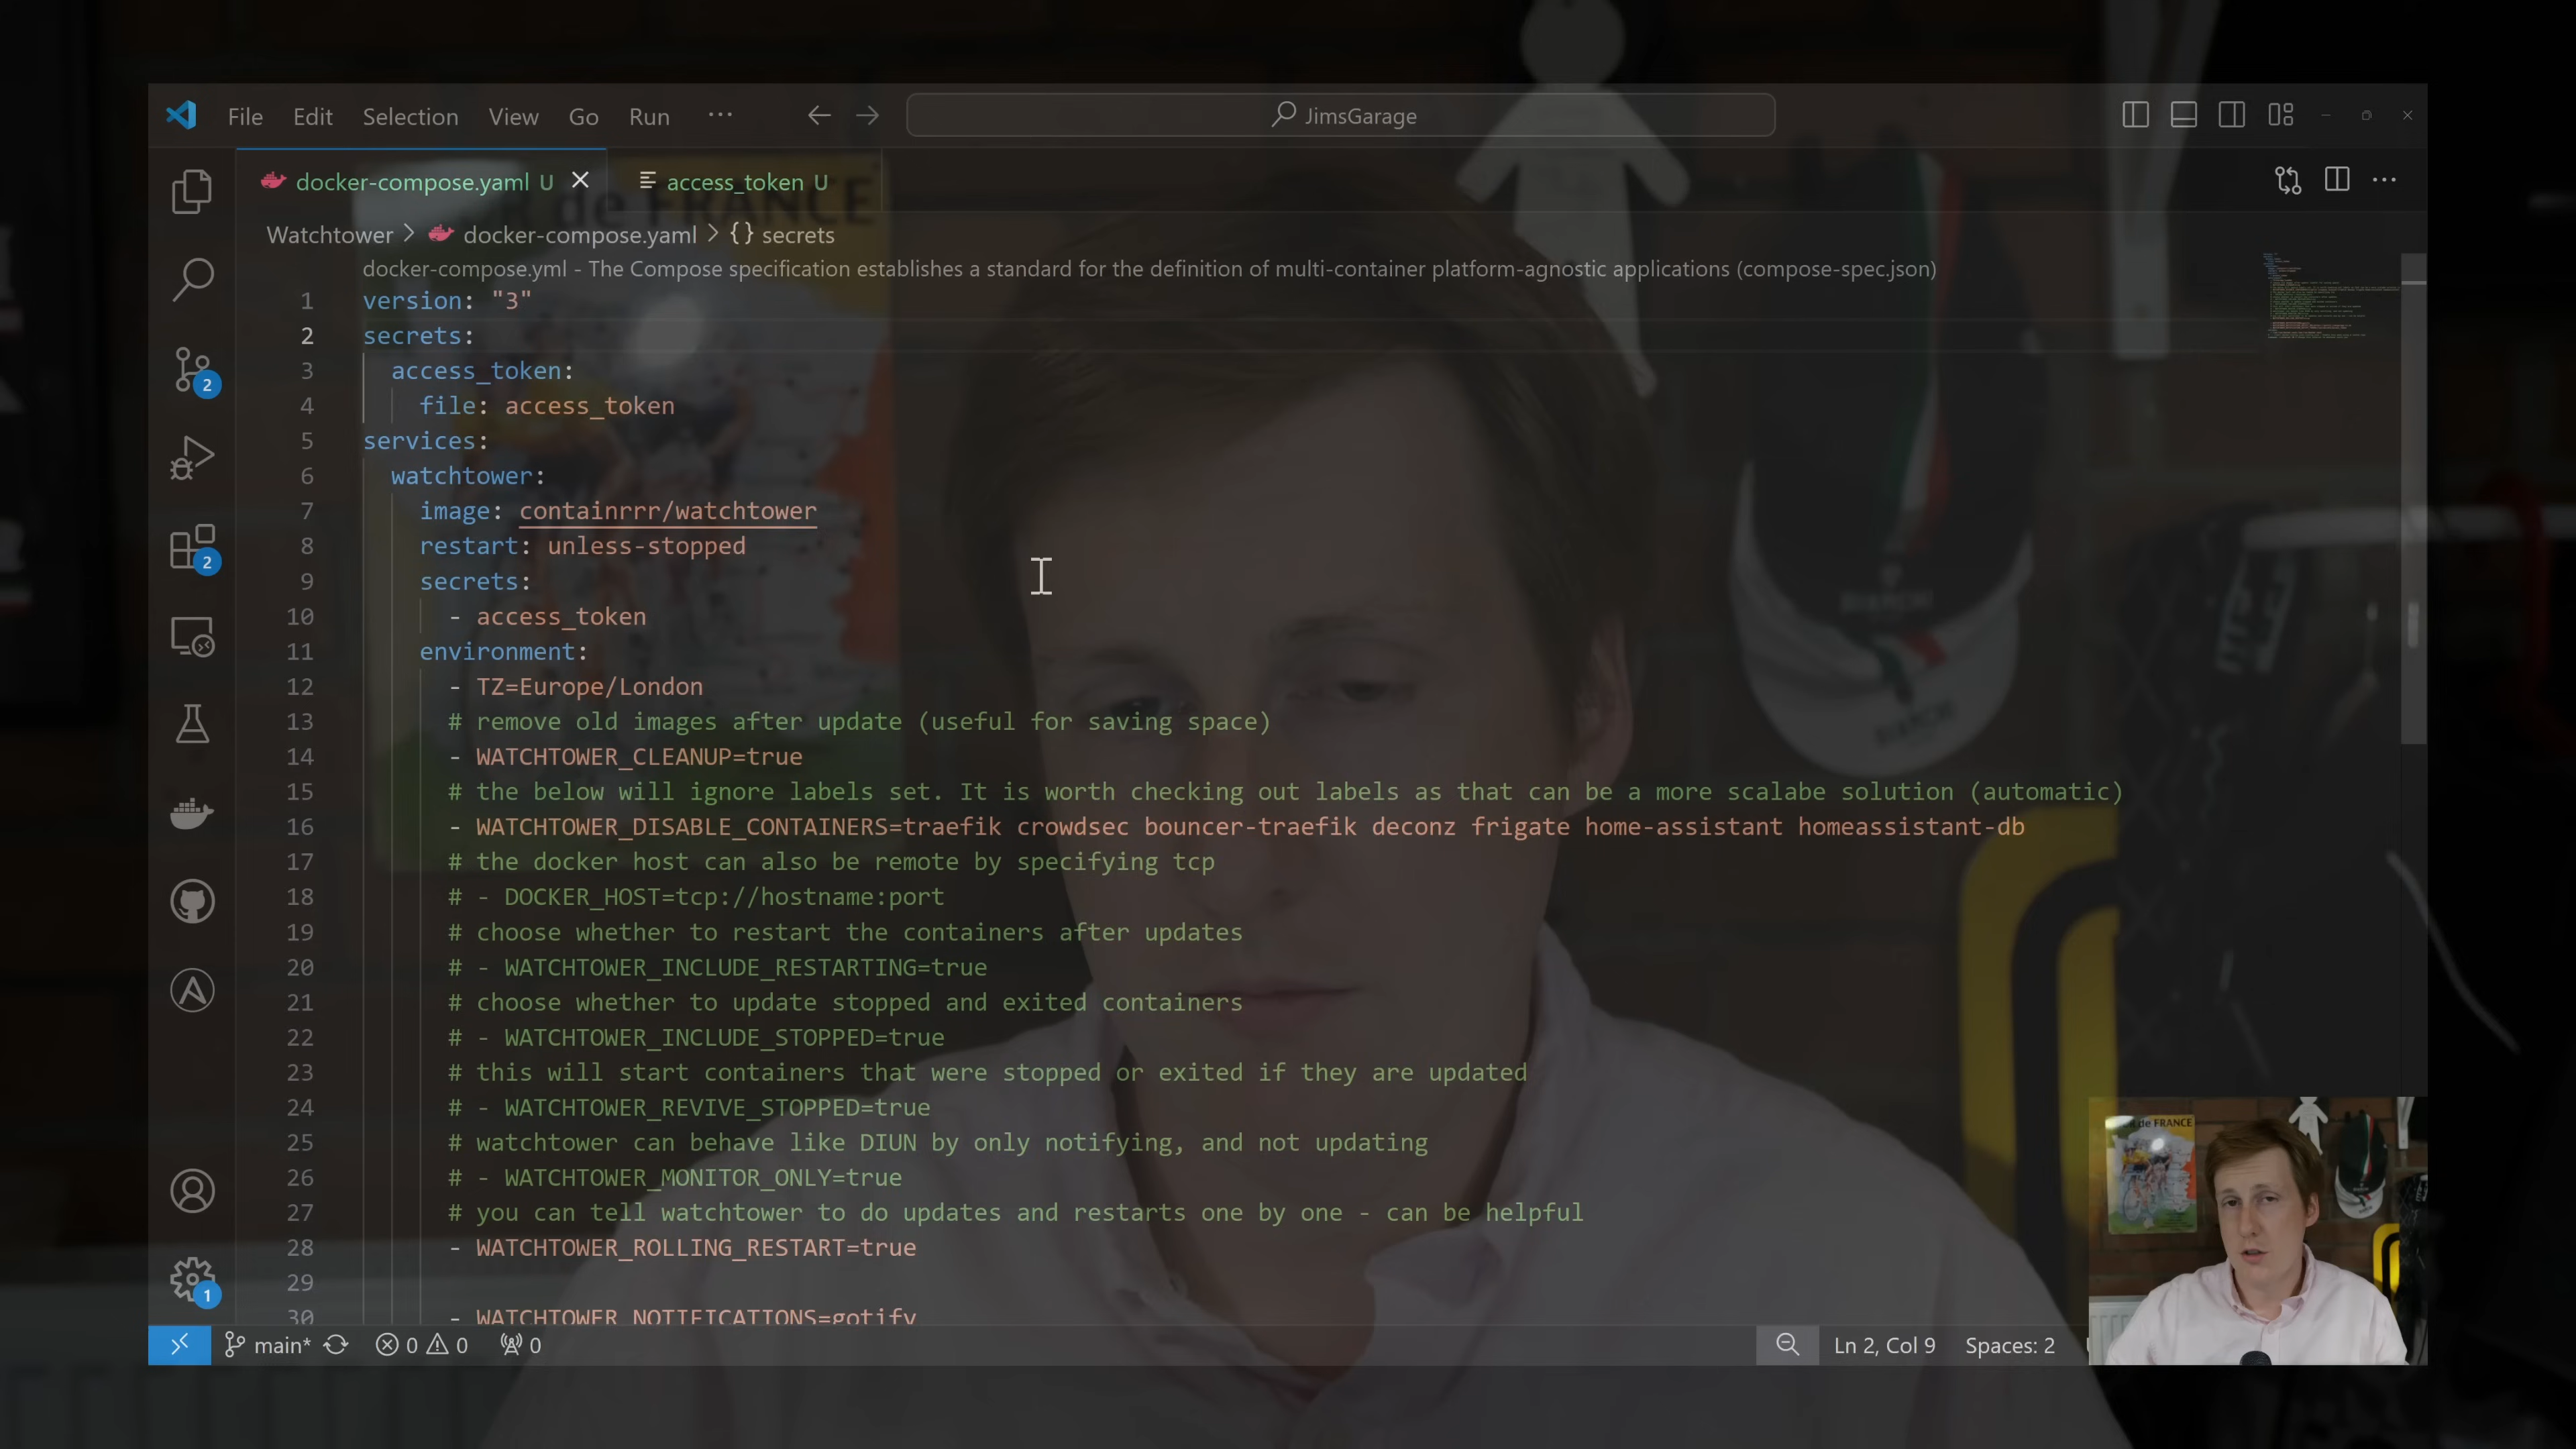 File Edit Selection View Go Run ··· JimsGarage
docker-compose.yaml U access_token U
Watchtower > docker-compose.yaml > {} secrets
docker-compose.yml - The Compose specification establishes a standard for the definition of multi-container platform-agnostic applications (compose-spec.json)
1 version: "3"
2 secrets:
3 access_token:
4 file: access_token
5 services:
6 watchtower:
7 image: containrrr/watchtower
8 restart: unless-stopped
9 secrets:
10 - access_token
11 environment:
12 - TZ=Europe/London
13 # remove old images after update (useful for saving space)
14 - WATCHTOWER_CLEANUP=true
15 # the below will ignore labels set. It is worth checking out labels as that can be a more scalabe solution (automatic)
16 - WATCHTOWER_DISABLE_CONTAINERS=traefik crowdsec bouncer-traefik deconz frigate home-assistant homeassistant-db
17 # the docker host can also be remote by specifying tcp
18 # - DOCKER_HOST=tcp://hostname:port
19 # choose whether to restart the containers after updates
20 # - WATCHTOWER_INCLUDE_RESTARTING=true
21 # choose whether to update stopped and exited containers
22 # - WATCHTOWER_INCLUDE_STOPPED=true
23 # this will start containers that were stopped or exited if they are updated
24 # - WATCHTOWER_REVIVE_STOPPED=true
25 # watchtower can behave like DIUN by only notifying, and not updating
26 # - WATCHTOWER_MONITOR_ONLY=true
27 # you can tell watchtower to do updates and restarts one by one - can be helpful
28 - WATCHTOWER_ROLLING_RESTART=true
29
30 - WATCHTOWER_NOTIFICATIONS=gotify
2
2
1
main* 0 0 0 Ln 2, Col 9 Spaces: 2
R de FRANCE
BIANCHI
de FRANCE